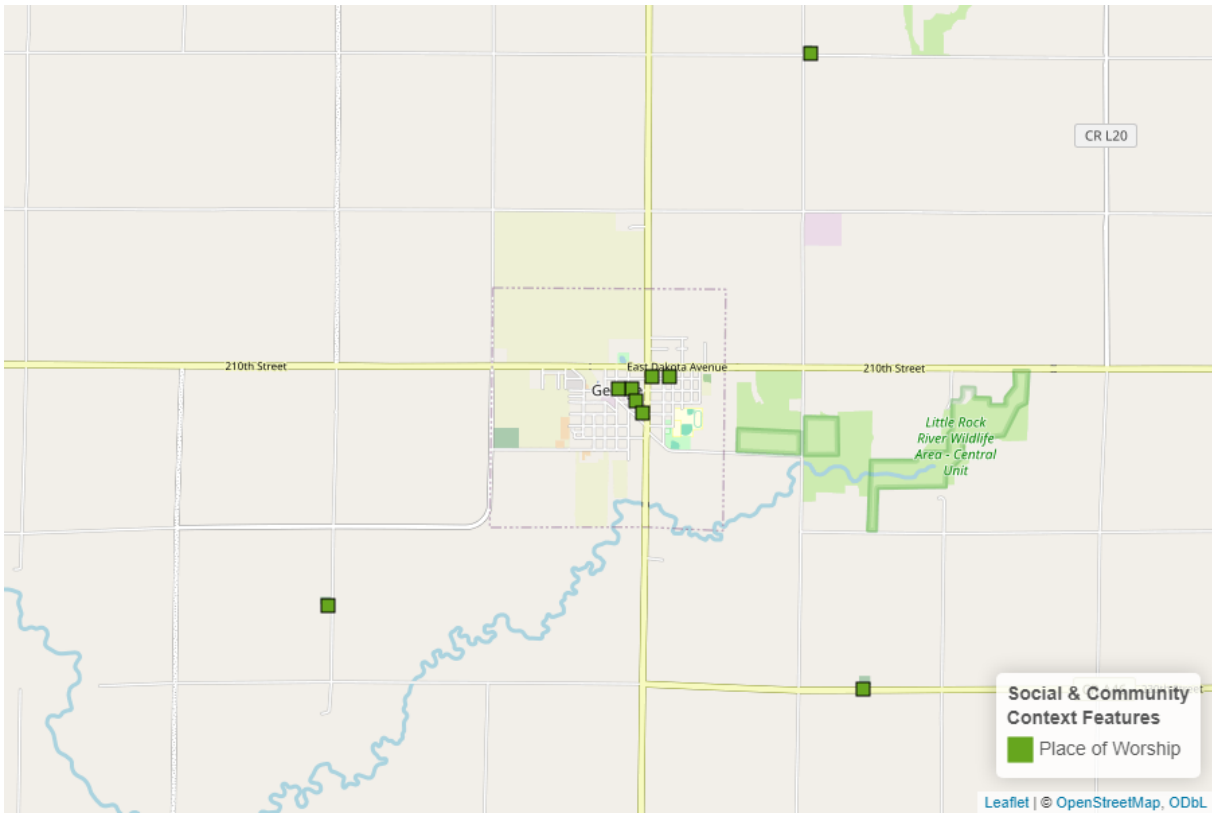 CR L20
210th Street
East Dakota Avenue
210th Street
Little Rock
River Wildlife
Area - Central
Unit
Social & Community
Context Features
Place of Worship
Leaflet | © OpenStreetMap, ODbL